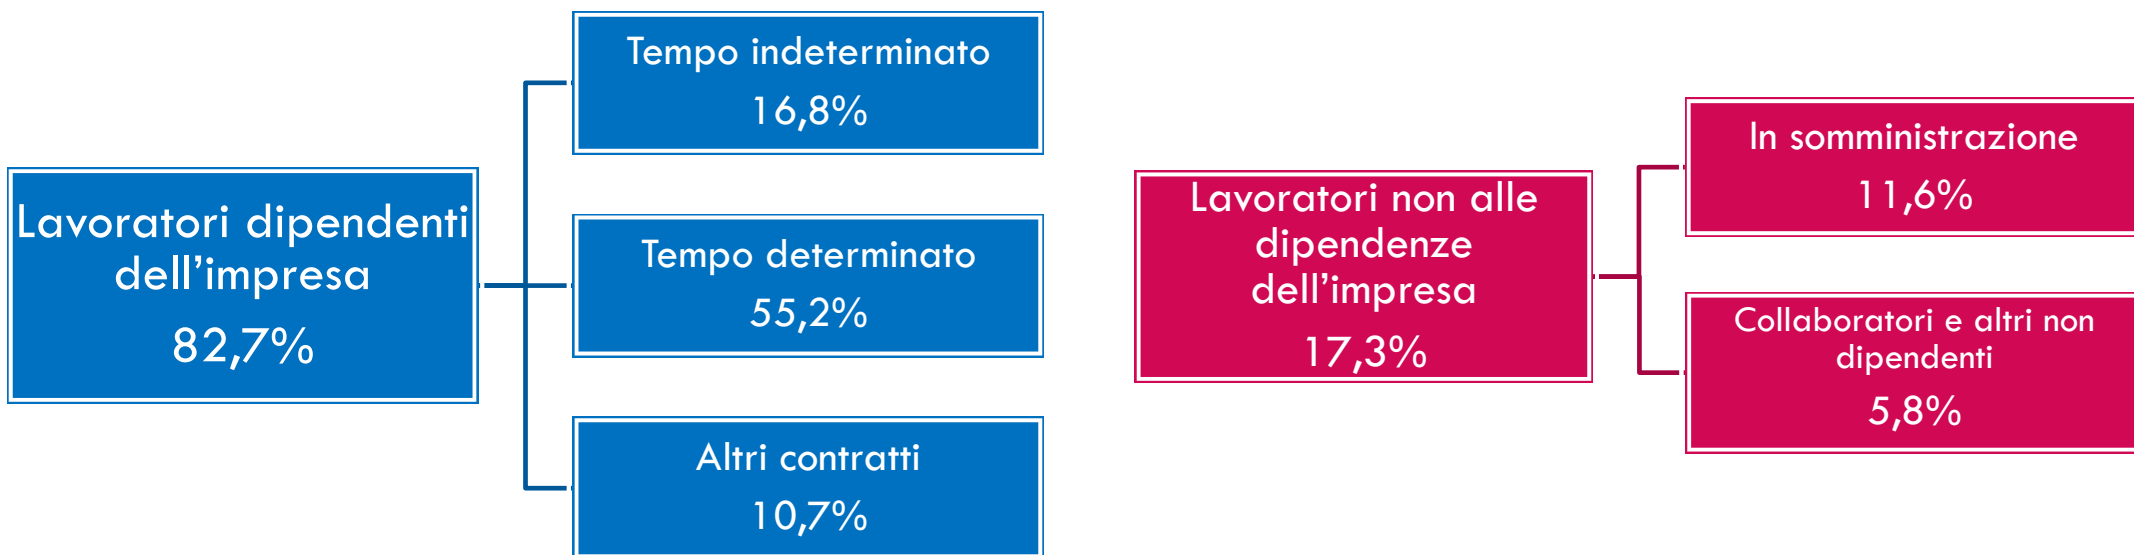 Lavoratori dipendenti
dell’impresa
82,7%
Tempo indeterminato
16,8%
Tempo determinato
55,2%
Altri contratti
10,7%
Lavoratori non alle
dipendenze
dell’impresa
17,3%
In somministrazione
11,6%
Collaboratori e altri non
dipendenti
5,8%